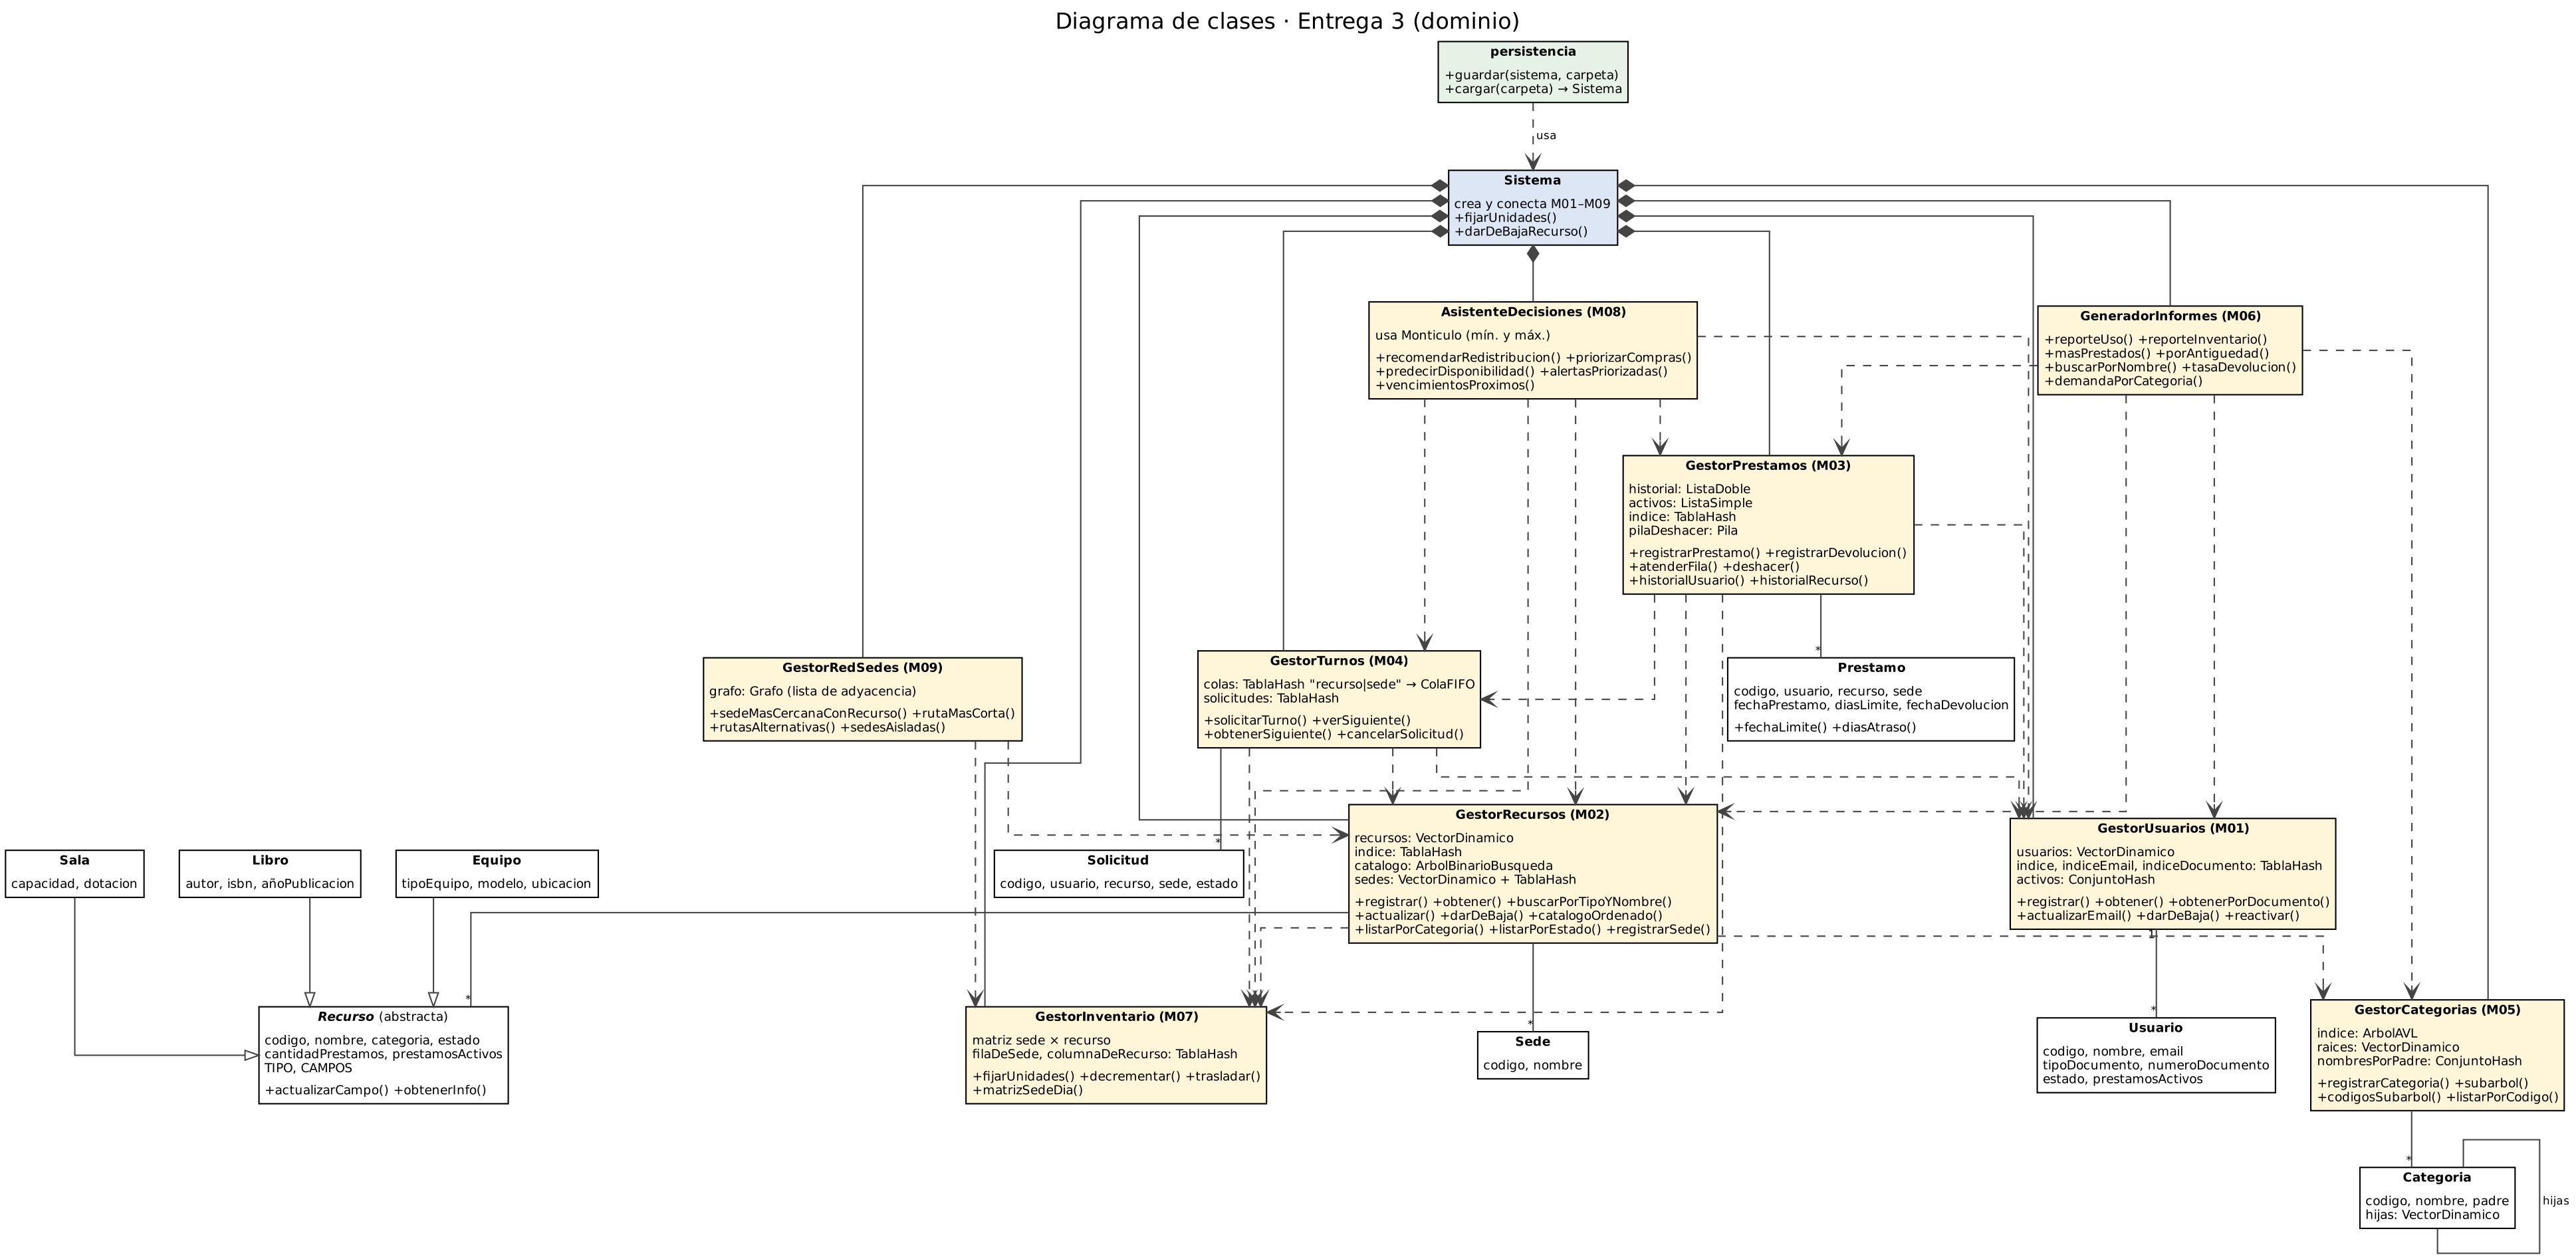 Diagrama de clases · Entrega 3 (dominio)
persistencia
+guardar(sistema, carpeta)
+cargar(carpeta) → Sistema
usa
Sistema
crea y conecta M01–M09
+fijarUnidades()
+darDeBajaRecurso()
AsistenteDecisiones (M08)
usa Monticulo (mín. y máx.)
+recomendarRedistribucion() +priorizarCompras()
+predecirDisponibilidad() +alertasPriorizadas()
+vencimientosProximos()
GeneradorInformes (M06)
+reporteUso() +reporteInventario()
+masPrestados() +porAntiguedad()
+buscarPorNombre() +tasaDevolucion()
+demandaPorCategoria()
GestorPrestamos (M03)
historial: ListaDoble
activos: ListaSimple
indice: TablaHash
pilaDeshacer: Pila
+registrarPrestamo() +registrarDevolucion()
+atenderFila() +deshacer()
+historialUsuario() +historialRecurso()
GestorRedSedes (M09)
grafo: Grafo (lista de adyacencia)
+sedeMasCercanaConRecurso() +rutaMasCorta()
+rutasAlternativas() +sedesAisladas()
GestorTurnos (M04)
colas: TablaHash "recurso|sede" → ColaFIFO
solicitudes: TablaHash
+solicitarTurno() +verSiguiente()
+obtenerSiguiente() +cancelarSolicitud()
*
Prestamo
codigo, usuario, recurso, sede
fechaPrestamo, diasLimite, fechaDevolucion
+fechaLimite() +diasAtraso()
Sala
capacidad, dotacion
Libro
autor, isbn, añoPublicacion
Equipo
tipoEquipo, modelo, ubicacion
*
Solicitud
codigo, usuario, recurso, sede, estado
GestorRecursos (M02)
recursos: VectorDinamico
indice: TablaHash
catalogo: ArbolBinarioBusqueda
sedes: VectorDinamico + TablaHash
+registrar() +obtener() +buscarPorTipoYNombre()
+actualizar() +darDeBaja() +catalogoOrdenado()
+listarPorCategoria() +listarPorEstado() +registrarSede()
GestorUsuarios (M01)
usuarios: VectorDinamico
indice, indiceEmail, indiceDocumento: TablaHash
activos: ConjuntoHash
+registrar() +obtener() +obtenerPorDocumento()
+actualizarEmail() +darDeBaja() +reactivar()
1
*
Recurso (abstracta)
codigo, nombre, categoria, estado
cantidadPrestamos, prestamosActivos
TIPO, CAMPOS
+actualizarCampo() +obtenerInfo()
GestorInventario (M07)
matriz sede × recurso
filaDeSede, columnaDeRecurso: TablaHash
+fijarUnidades() +decrementar() +trasladar()
+matrizSedeDia()
*
Sede
codigo, nombre
*
Usuario
codigo, nombre, email
tipoDocumento, numeroDocumento
estado, prestamosActivos
GestorCategorias (M05)
indice: ArbolAVL
raices: VectorDinamico
nombresPorPadre: ConjuntoHash
+registrarCategoria() +subarbol()
+codigosSubarbol() +listarPorCodigo()
*
Categoria
codigo, nombre, padre
hijas: VectorDinamico
hijas